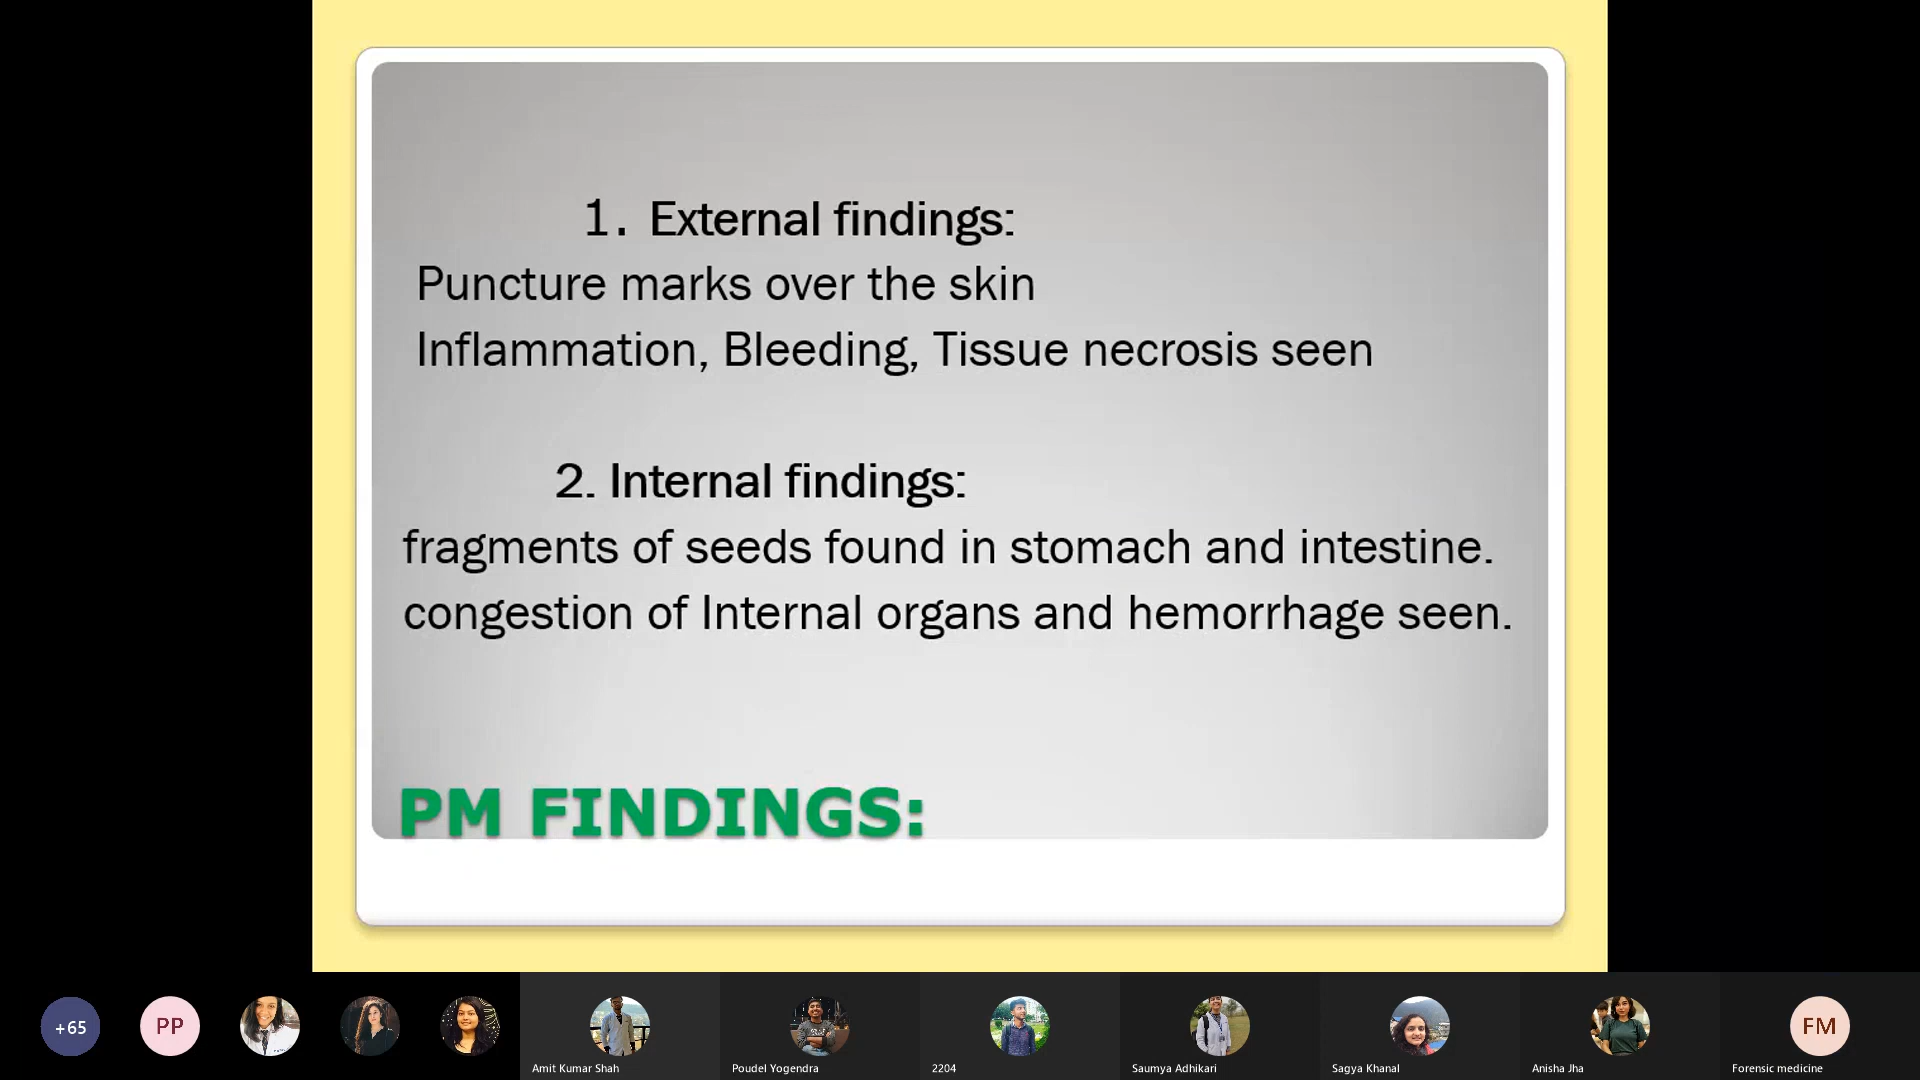 1. External findings:
Puncture marks over the skin
Inflammation, Bleeding, Tissue necrosis seen
2. Internal findings:
fragments of seeds found in stomach and intestine.
congestion of Internal organs and hemorrhage seen.
PM FINDINGS:
+65
PP
FM
Amit Kumar Shah
Poudel Yogendra
2204
Saumya Adhikari
Sagya Khanal
Anisha Jha
Forensic medicine